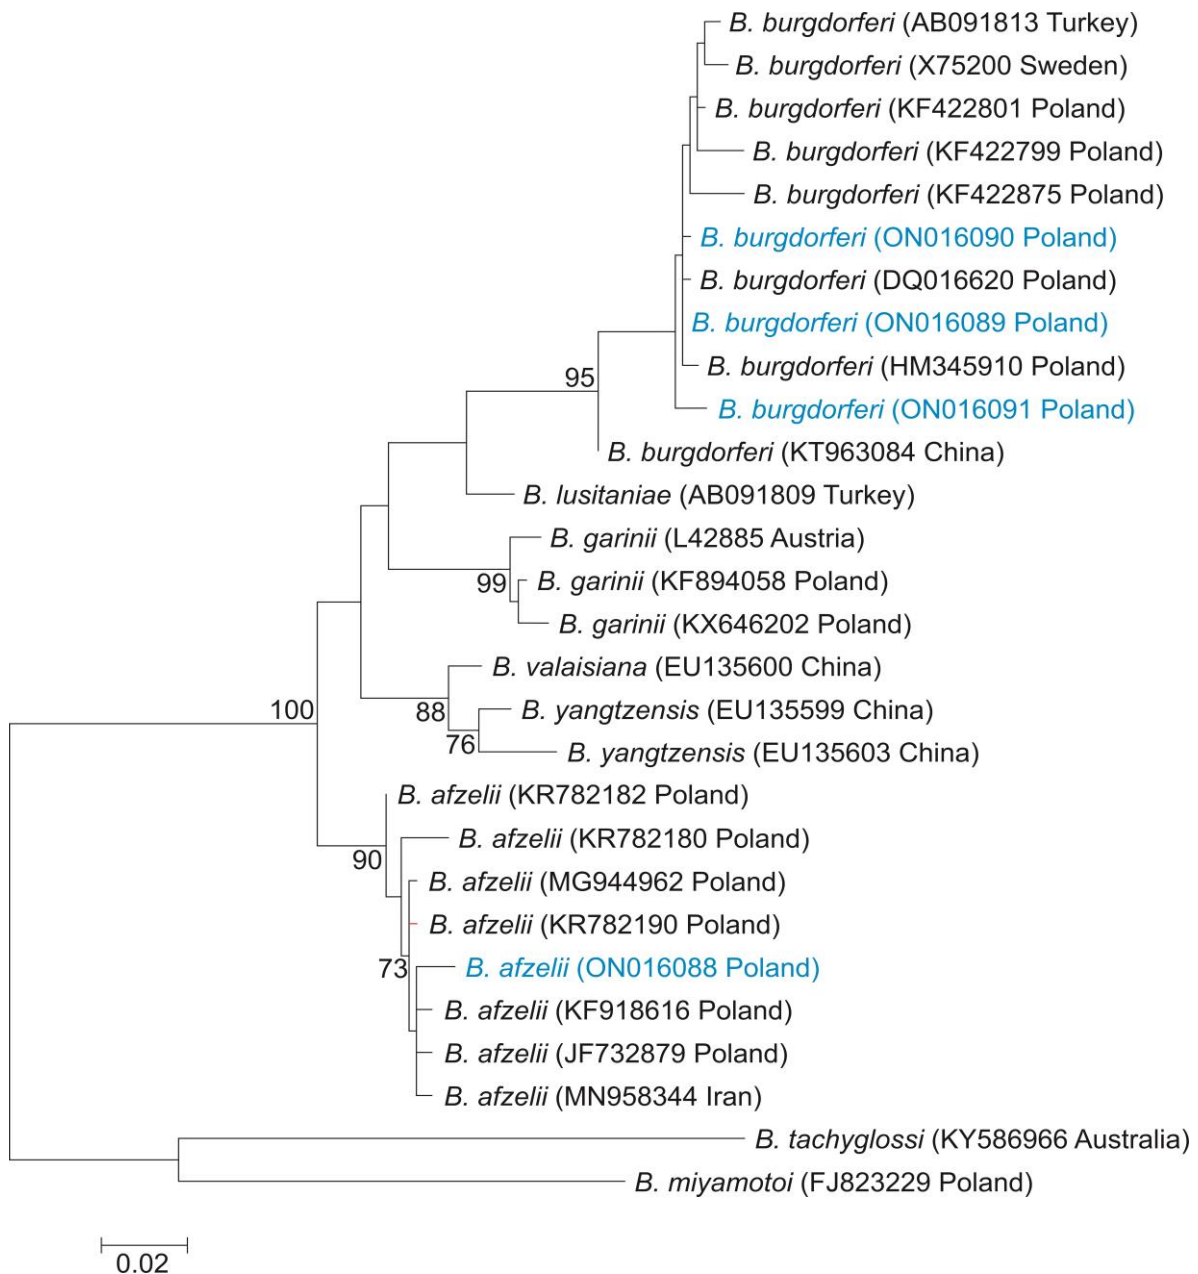 B. burgdorferi (AB091813 Turkey)
B. burgdorferi (X75200 Sweden)
B. burgdorferi (KF422801 Poland)
B. burgdorferi (KF422799 Poland)
B. burgdorferi (KF422875 Poland)
B. burgdorferi (ON016090 Poland)
B. burgdorferi (DQ016620 Poland)
B. burgdorferi (ON016089 Poland)
B. burgdorferi (HM345910 Poland)
95
B. burgdorferi (ON016091 Poland)
B. burgdorferi (KT963084 China)
B. lusitaniae (AB091809 Turkey)
B. garinii (L42885 Austria)
99
B. garinii (KF894058 Poland)
B. garinii (KX646202 Poland)
B. valaisiana (EU135600 China)
100
88
B. yangtzensis (EU135599 China)
76
B. yangtzensis (EU135603 China)
B. afzelii (KR782182 Poland)
B. afzelii (KR782180 Poland)
90
B. afzelii (MG944962 Poland)
B. afzelii (KR782190 Poland)
73
B. afzelii (ON016088 Poland)
B. afzelii (KF918616 Poland)
B. afzelii (JF732879 Poland)
B. afzelii (MN958344 Iran)
B. tachyglossi (KY586966 Australia)
B. miyamotoi (FJ823229 Poland)
0.02